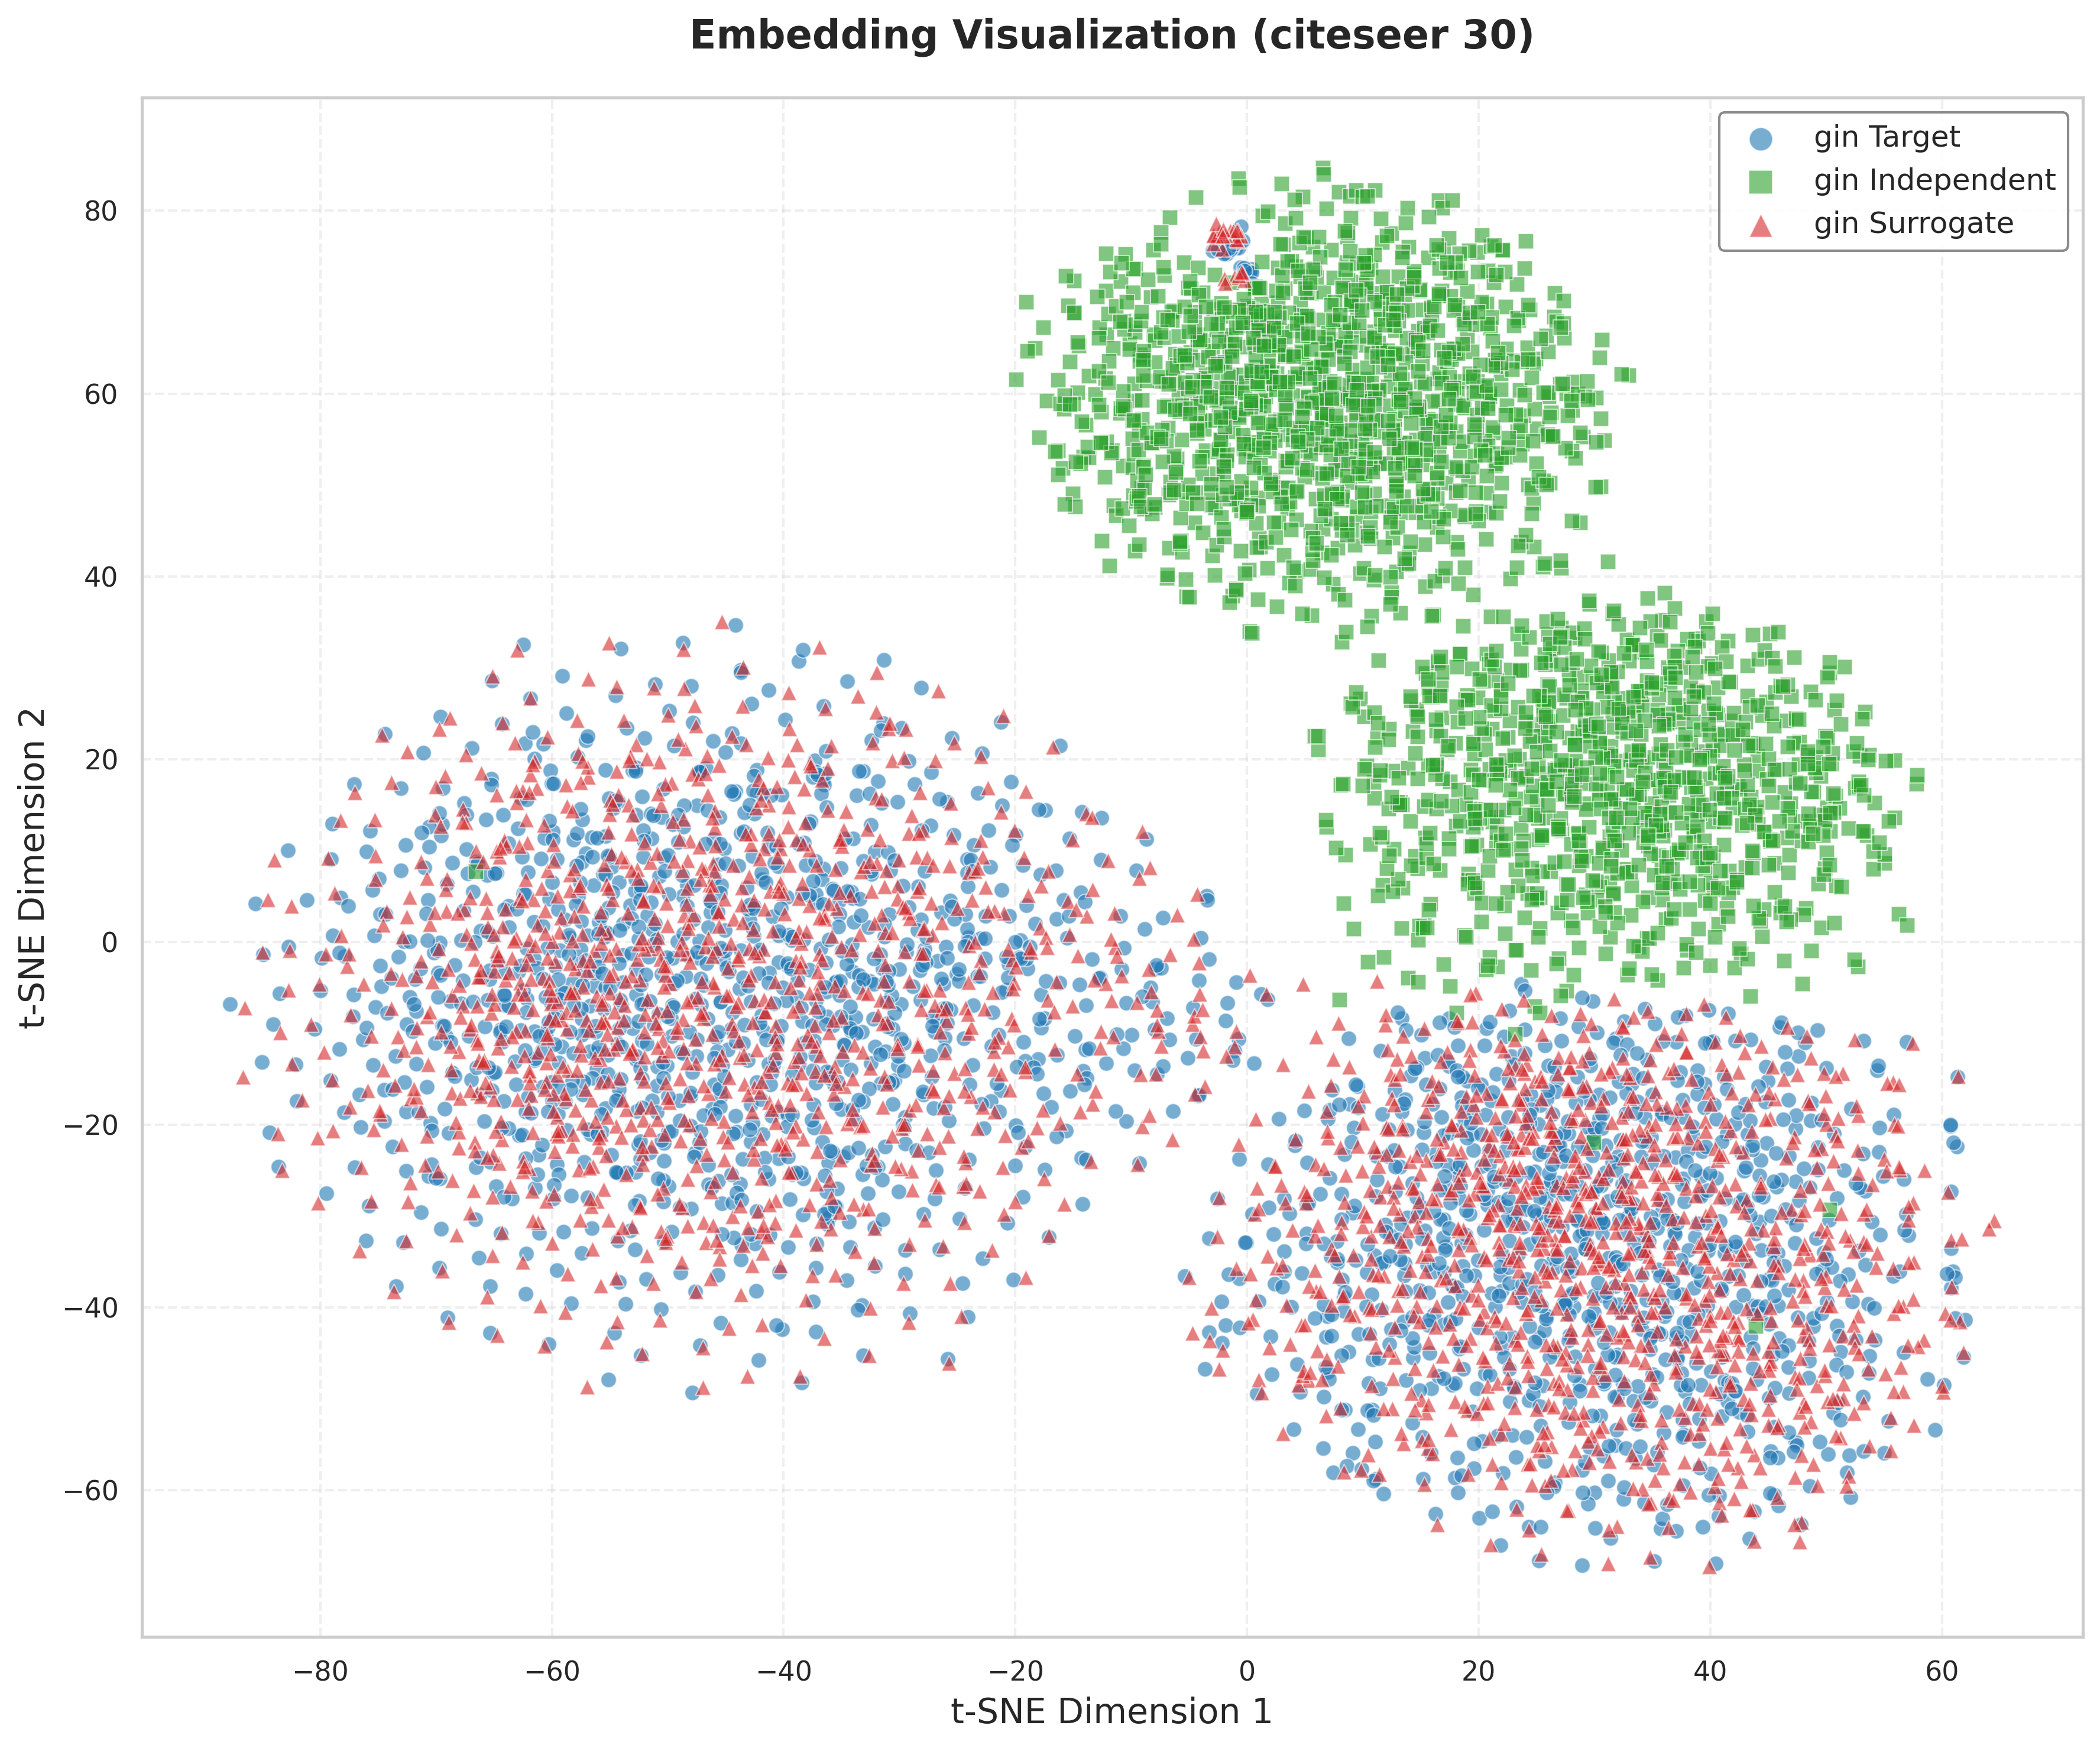 Embedding Visualization (citeseer 30)
gin Target
gin Independent
gin Surrogate
t-SNE Dimension 2
80
60
40
20
0
−20
−40
−60
−80
−60
−40
−20
0
20
40
60
t-SNE Dimension 1